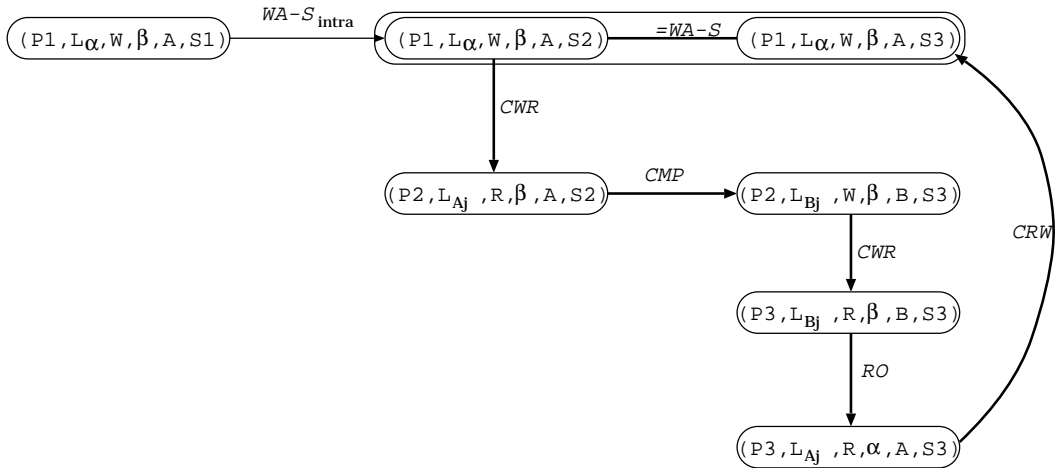 WA-S intra
(P1,Lα,W,β,A,S1) (P1,Lα,W,β,A,S2) =WA-S (P1,Lα,W,β,A,S3)
CWR
(P2,LAj ,R,β,A,S2) CMP (P2,LBj ,W,β,B,S3)
CWR CRW
(P3,LBj ,R,β,B,S3)
RO
(P3,LAj ,R,α,A,S3)